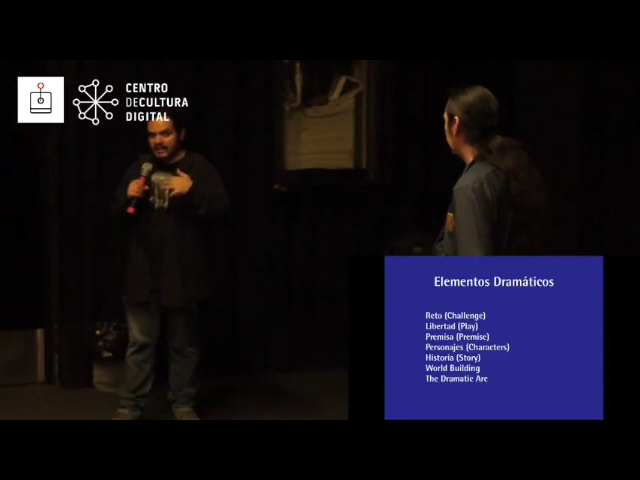 CENTRO
DECULTURA
DIGITAL
Elementos Dramáticos
Reto (Challenge)
Libertad (Play)
Premisa (Premise)
Personajes (Characters)
Historia (Story)
World Building
The Dramatic Arc